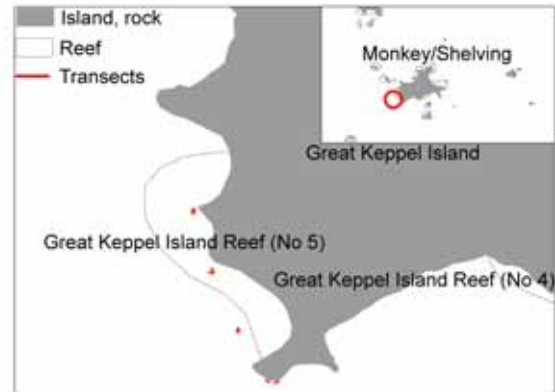 Island, rock
Reef
Transects
Monkey/Shelving
Great Keppel Island
Great Keppel Island Reef (No 5)
Great Keppel Island Reef (No 4)